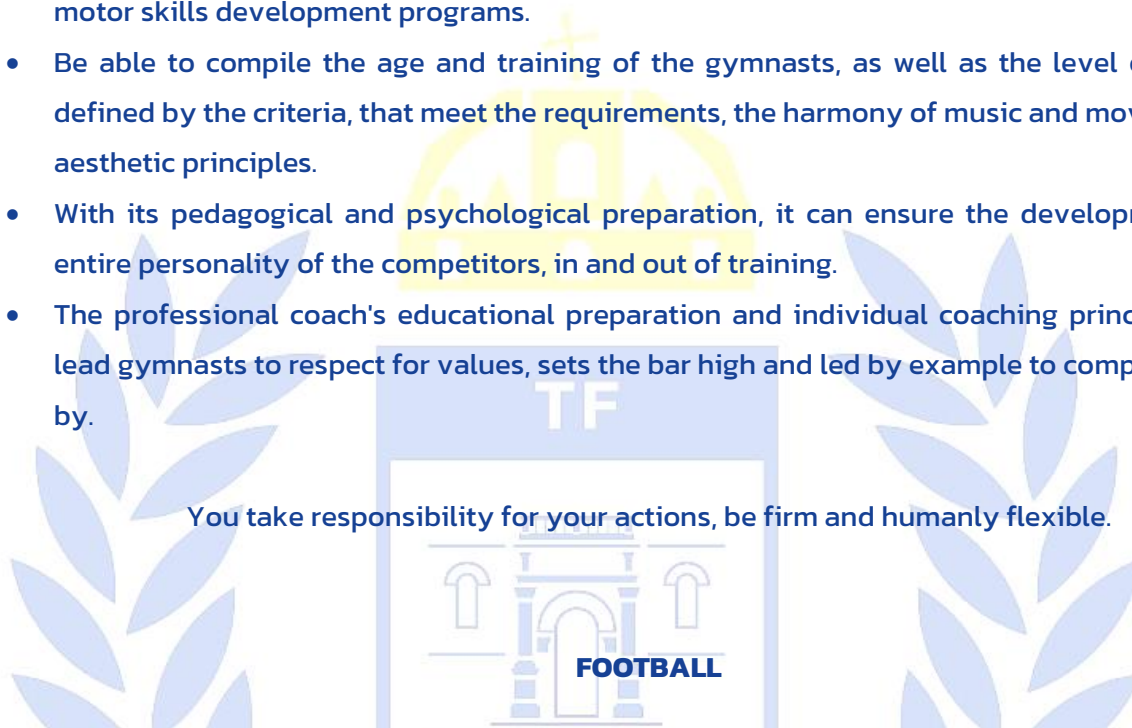 motor skills development programs.
• Be able to compile the age and training of the gymnasts, as well as the level
defined by the criteria, that meet the requirements, the harmony of music and
aesthetic principles.
• With its pedagogical and psychological preparation, it can ensure the
entire personality of the competitors, in and out of training.
• The professional coach's educational preparation and individual coaching
lead gymnasts to respect for values, sets the bar high and led by example to
by.
TF
You take responsibility for your actions, be firm and humanly flexible.
FOOTBALL